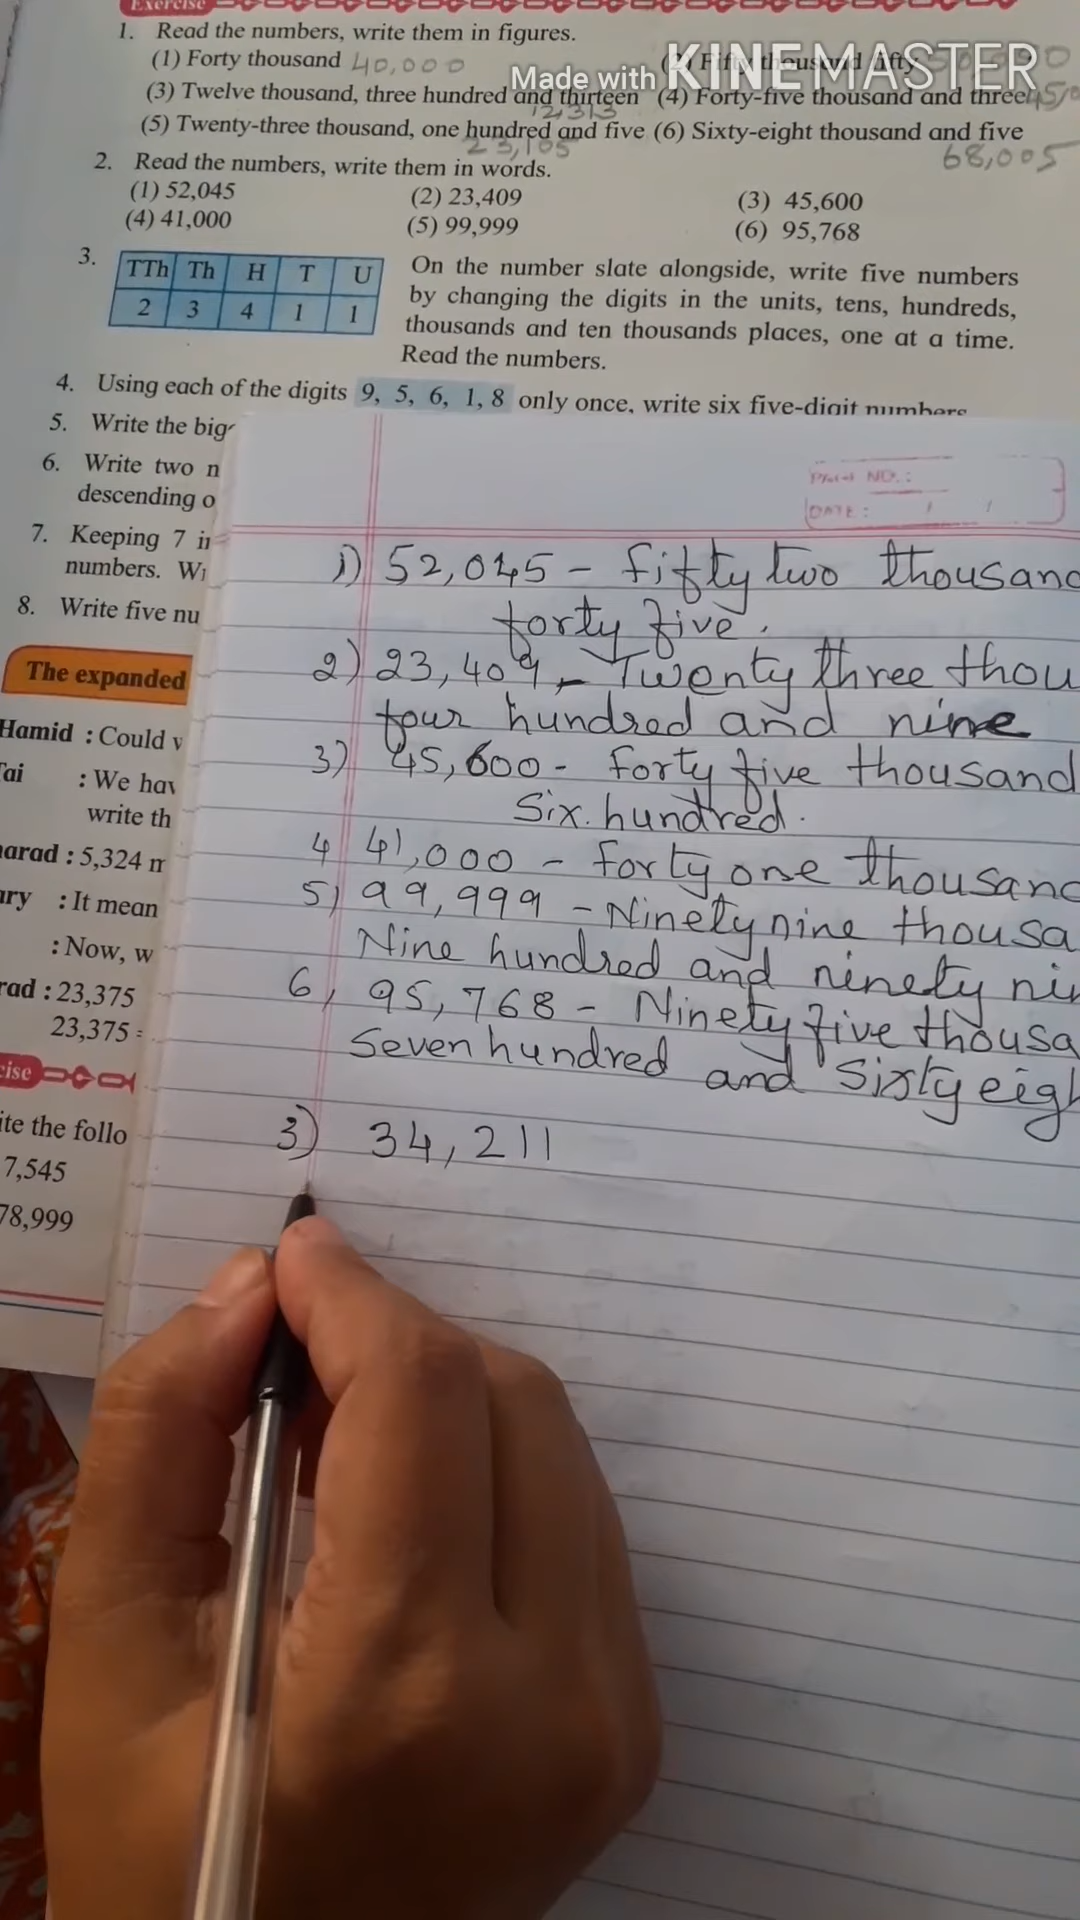 Exercise
1. Read the numbers, write them in figures.
(1) Forty thousand 40,000
Made with KINEMASTER
(3) Twelve thousand, three hundred and thirteen (4) Forty-five thousand and three
12,313
(5) Twenty-three thousand, one hundred and five (6) Sixty-eight thousand and five
23,105 68,005
2. Read the numbers, write them in words.
(1) 52,045 (2) 23,409 (3) 45,600
(4) 41,000 (5) 99,999 (6) 95,768
3. TTh Th H T U
2 3 4 1 1
On the number slate alongside, write five numbers
by changing the digits in the units, tens, hundreds,
thousands and ten thousands places, one at a time.
Read the numbers.
4. Using each of the digits 9, 5, 6, 1, 8 only once, write six five-digit numbers
5. Write the big
6. Write two n
descending o
7. Keeping 7 i
numbers. W
8. Write five nu
The expanded
Hamid : Could
: We hav
write th
: 5,324 m
: It mean
: Now, w
: 23,375
23,375 =
ite the follo
7,545
78,999
DATE: / /
1) 52,045 - fifty two thousand
forty five.
2) 23,409 - Twenty three thou
four hundred and nine
3) 45,600 - forty five thousand
Six hundred.
4 41,000 - forty one thousand
5) 99,999 - Ninety nine thousa
Nine hundred and ninety ni
6) 95,768 - Ninety five thousa
Seven hundred and Sixty eigh
3) 34,211